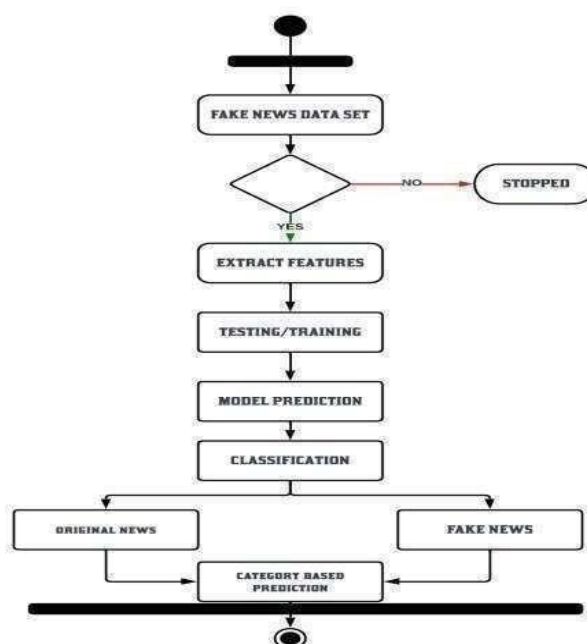 FAKE NEWS DATA SET
NO
STOPPED
YES
EXTRACT FEATURES
TESTING/TRAINING
MODEL PREDICTION
CLASSIFICATION
ORIGINAL NEWS
FAKE NEWS
CATEGORY BASED
PREDICTION